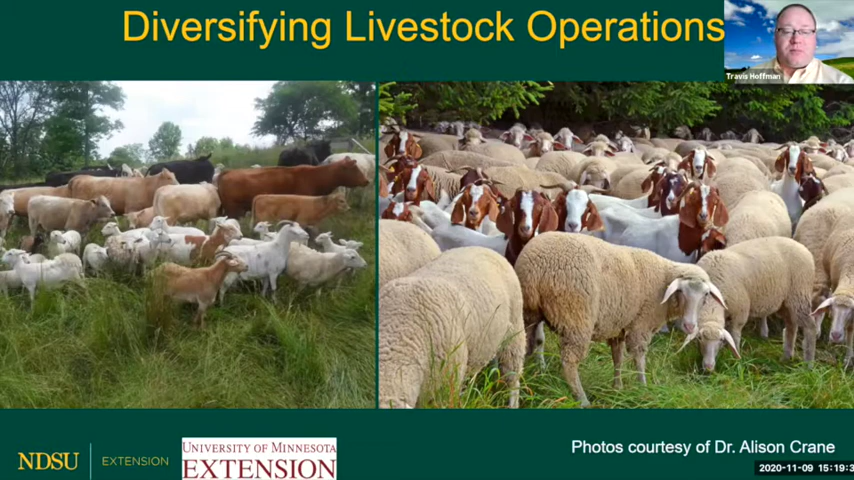 Diversifying Livestock Operations
Travis Hoffman
Photos courtesy of Dr. Alison Crane
NDSU
EXTENSION
UNIVERSITY OF MINNESOTA
EXTENSION
2020-11-09 15:19:3